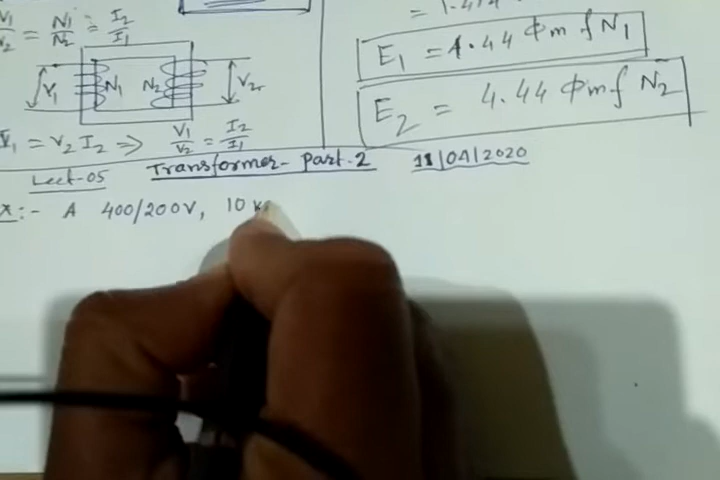 V1/V2 = N1/N2 = I2/I1
V1 N1 N2 V2
V1 = V2 I2 => V1/V2 = I2/I1
= 1.414
E1 = 4.44 Φm f N1
E2 = 4.44 Φm f N2
Lect-05 Transformer- Part-2 11/04/2020
x:- A 400/200V, 10 K